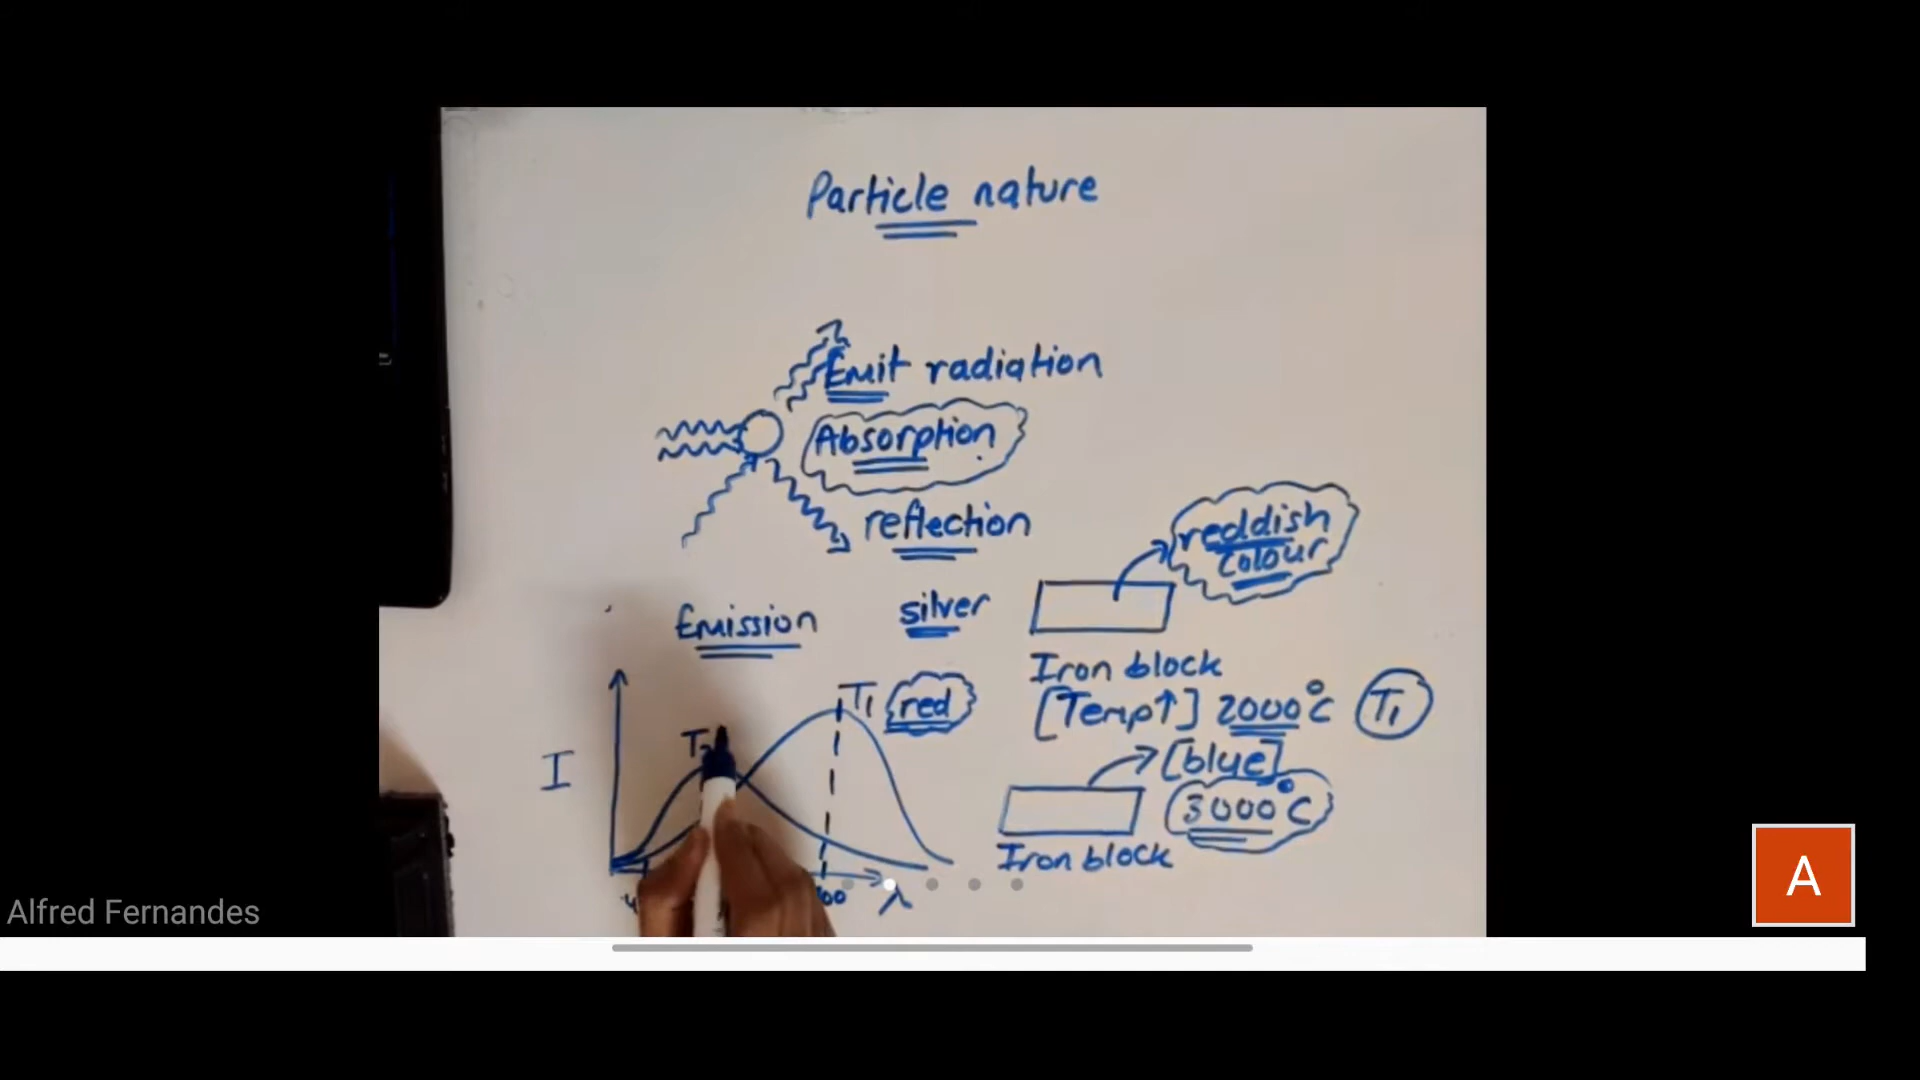 Particle nature
Emit radiation
Absorption
reflection
reddish
colour
Emission
silver
Iron block
[Temp↑] 2000°C T1
T1 red
T2
I
[blue]
3000°C
Iron block
λ
Alfred Fernandes
A